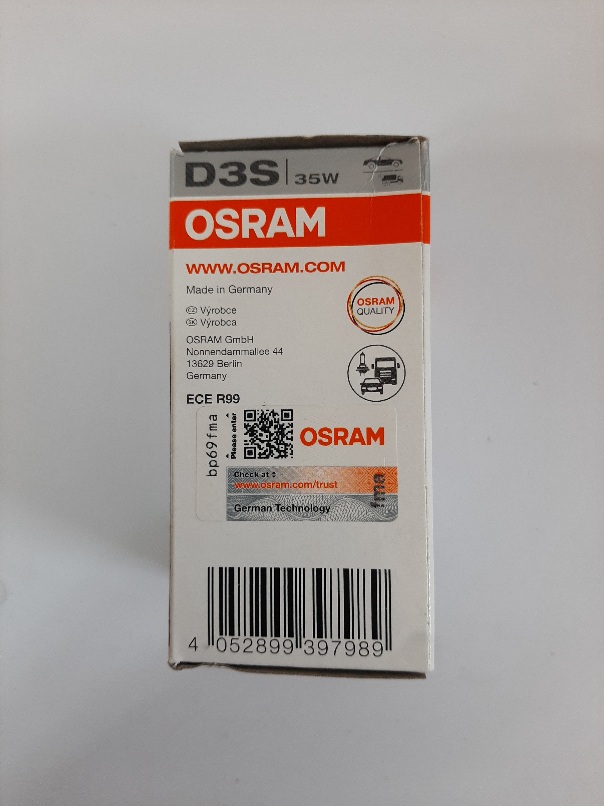 D3S 35W
OSRAM
WWW.OSRAM.COM
Made in Germany
OSRAM
QUALITY
CZ Výrobce
SK Výrobca
OSRAM GmbH
Nonnendammallee 44
13629 Berlin
Germany
ECE R99
bp69fma
Please enter
OSRAM
Check at
www.osram.com/trust
fma
German Technology
4 052899 397989